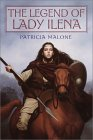 THE LEGEND OF
LADY ILENA
PATRICIA MALONE